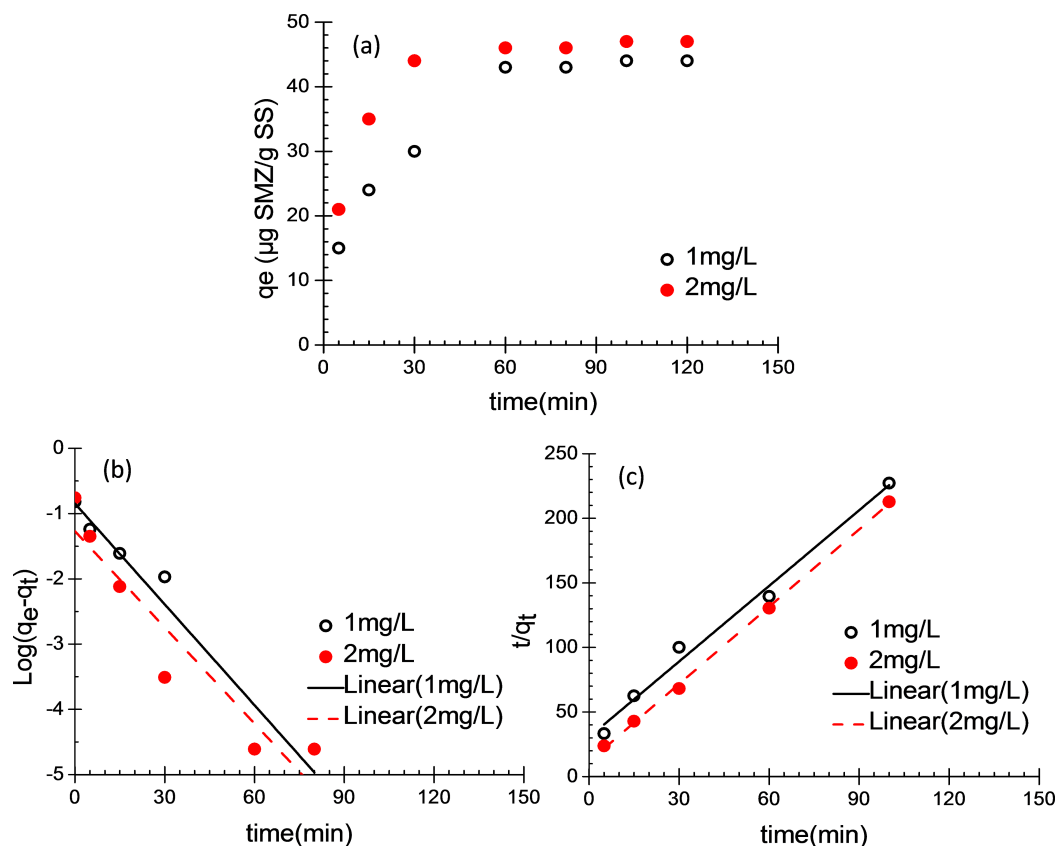 (a)
50
40
30
20
10
0
qe (µg SMZ/g SS)
1mg/L
2mg/L
0 30 60 90 120 150
time(min)
(b)
-0
-1
-2
-3
-4
-5
Log(qe-qt)
1mg/L
2mg/L
Linear(1mg/L)
Linear(2mg/L)
0 30 60 90 120 150
time(min)
(c)
250
200
150
100
50
0
t/qt
1mg/L
2mg/L
Linear(1mg/L)
Linear(2mg/L)
0 30 60 90 120 150
time(min)